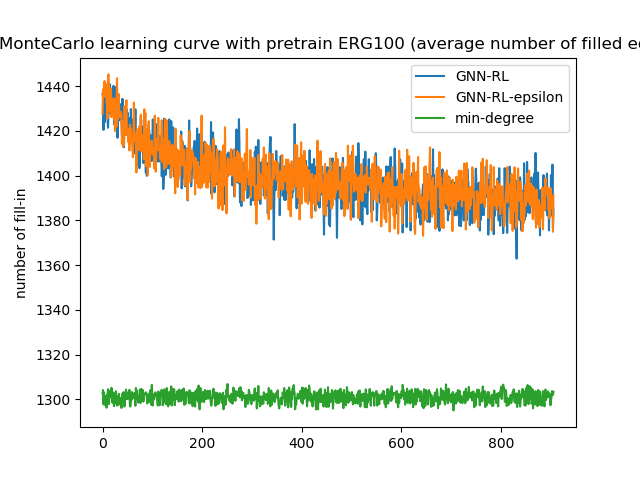 MonteCarlo learning curve with pretrain ERG100 (average number of filled
GNN-RL
GNN-RL-epsilon
min-degree
number of fill-in
1440
1420
1400
1380
1360
1340
1320
1300
0 200 400 600 800